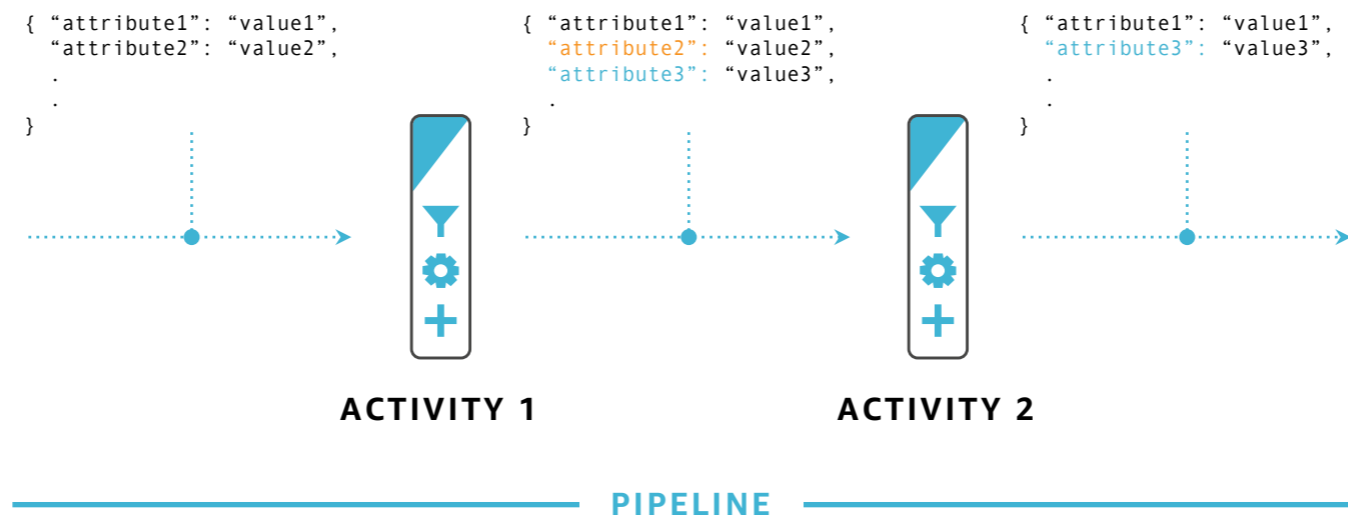 { “attribute1”: “value1”,
“attribute2”: “value2”,
.
.
}
{ “attribute1”: “value1”,
“attribute2”: “value2”,
“attribute3”: “value3”,
.
}
{ “attribute1”: “value1”,
“attribute3”: “value3”,
.
.
}
ACTIVITY 1
ACTIVITY 2
PIPELINE